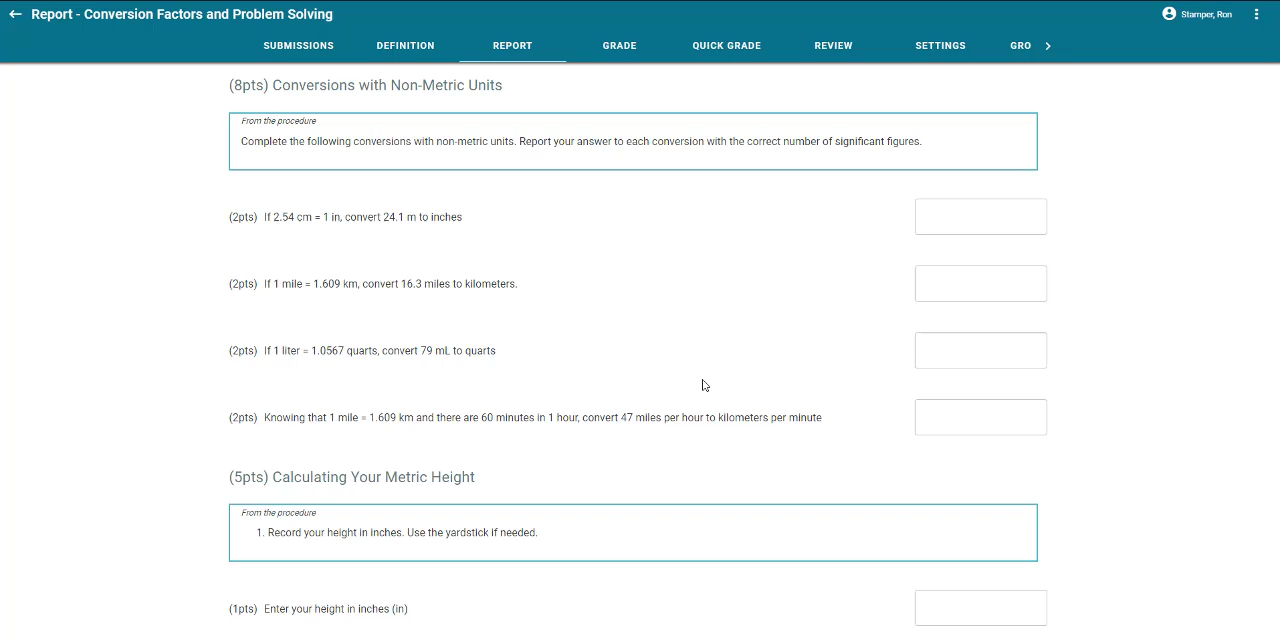 Report - Conversion Factors and Problem Solving
Stamper, Ron
SUBMISSIONS DEFINITION REPORT GRADE QUICK GRADE REVIEW SETTINGS GRO
(8pts) Conversions with Non-Metric Units
From the procedure
Complete the following conversions with non-metric units. Report your answer to each conversion with the correct number of significant figures.
(2pts) If 2.54 cm = 1 in, convert 24.1 m to inches
(2pts) If 1 mile = 1.609 km, convert 16.3 miles to kilometers.
(2pts) If 1 liter = 1.0567 quarts, convert 79 mL to quarts
(2pts) Knowing that 1 mile = 1.609 km and there are 60 minutes in 1 hour, convert 47 miles per hour to kilometers per minute
(5pts) Calculating Your Metric Height
From the procedure
1. Record your height in inches. Use the yardstick if needed.
(1pts) Enter your height in inches (in)